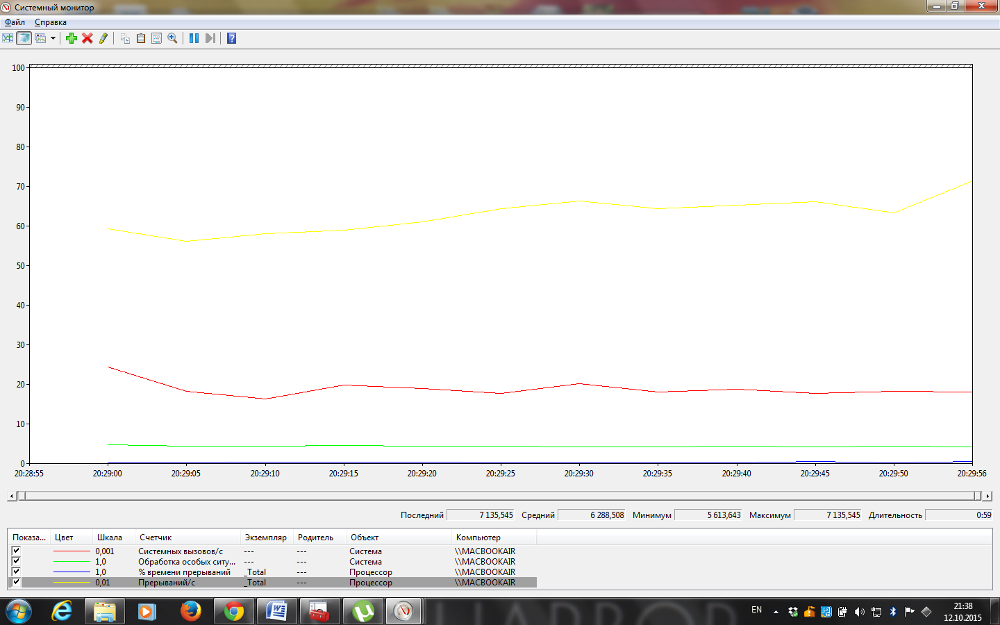 Системный монитор
Файл Справка
100
90
80
70
60
50
40
30
20
10
0
20:28:55 20:29:00 20:29:05 20:29:10 20:29:15 20:29:20 20:29:25 20:29:30 20:29:35 20:29:40 20:29:45 20:29:50 20:29:56
Последний 7 135,545 Средний 6 288,508 Минимум 5 613,643 Максимум 7 135,545 Длительность 0:59
Показа... Цвет Шкала Счетчик Экземпляр Родитель Объект Компьютер
0,001 Системных вызовов/с --- --- Система \\MACBOOKAIR
1,0 Обработка особых ситу... --- --- Система \\MACBOOKAIR
1,0 % времени прерываний _Total --- Процессор \\MACBOOKAIR
0,01 Прерываний/с _Total --- Процессор \\MACBOOKAIR
EN 21:38
12.10.2015